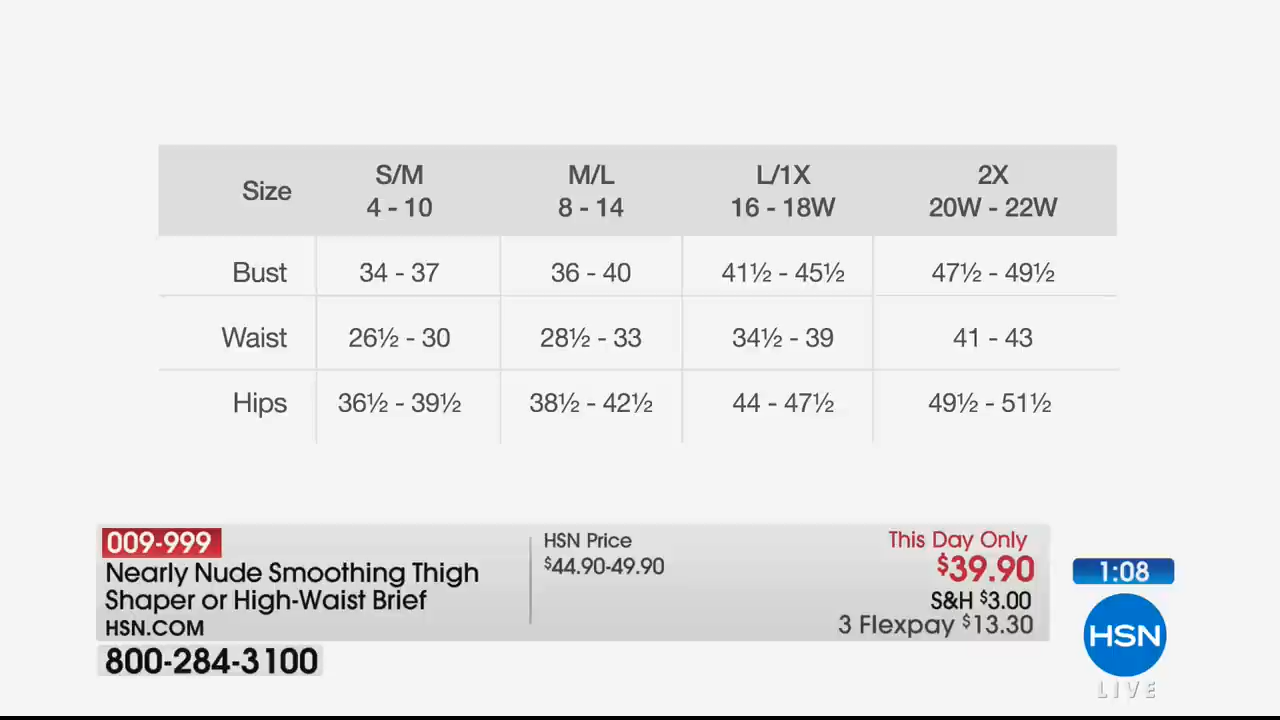 Size S/M M/L L/1X 2X
4 - 10 8 - 14 16 - 18W 20W - 22W
Bust 34 - 37 36 - 40 41½ - 45½ 47½ - 49½
Waist 26½ - 30 28½ - 33 34½ - 39 41 - 43
Hips 36½ - 39½ 38½ - 42½ 44 - 47½ 49½ - 51½
009-999
Nearly Nude Smoothing Thigh
Shaper or High-Waist Brief
HSN.COM
800-284-3100
HSN Price
$44.90-49.90
This Day Only
$39.90
S&H $3.00
3 Flexpay $13.30
1:08
HSN
LIVE